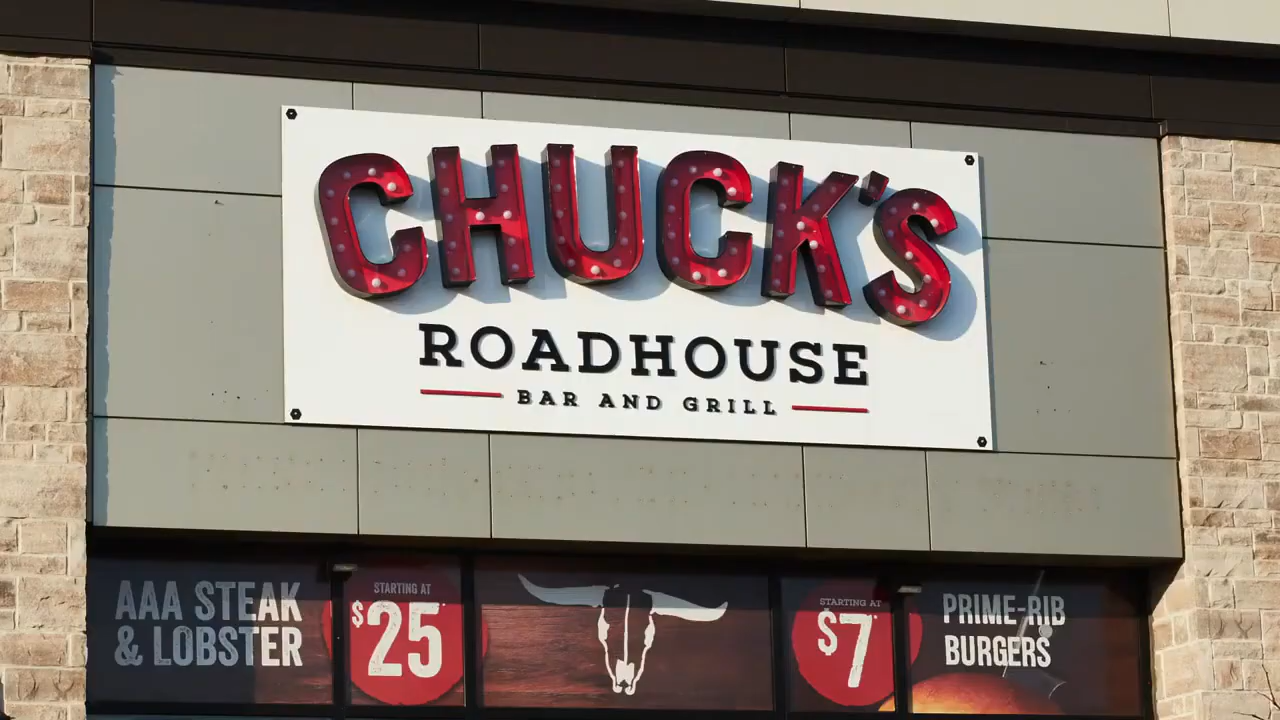 CHUCK'S
ROADHOUSE
BAR AND GRILL
AAA STEAK
& LOBSTER
STARTING AT
$25
STARTING AT
$7
PRIME-RIB
BURGERS